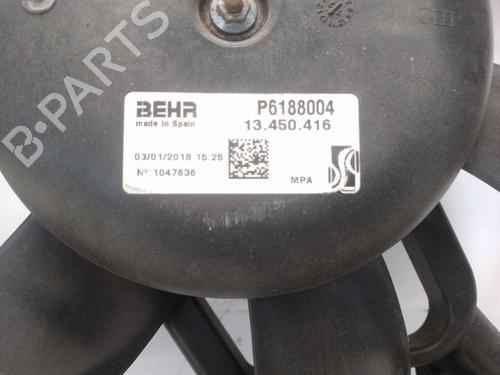 B-PARTS
BEHR
made in Spain
P6188004
13.450.416
03/01/2018 15:25
Nº:1047636
MPA